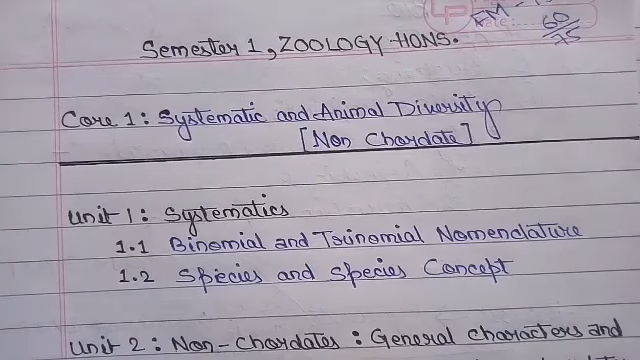 FM -
60
75
Semester 1, ZOOLOGY HONS.
Core 1: Systematic and Animal Diversity
[Non Chordate]
Unit 1: Systematics
1.1 Binomial and Trinomial Nomenclature
1.2 Species and Species Concept
Unit 2: Non-Chordates: General Characters and